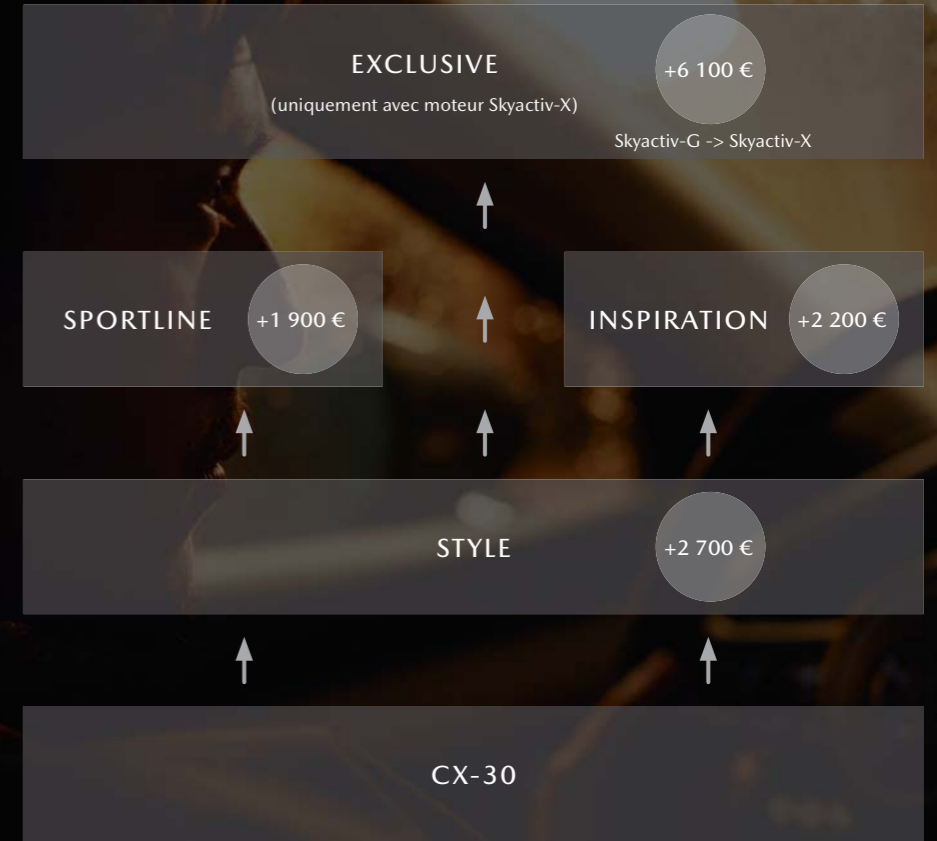 EXCLUSIVE
+6 100 €
(uniquement avec moteur Skyactiv-X)
Skyactiv-G -> Skyactiv-X
SPORTLINE
+1 900 €
INSPIRATION
+2 200 €
STYLE
+2 700 €
CX-30